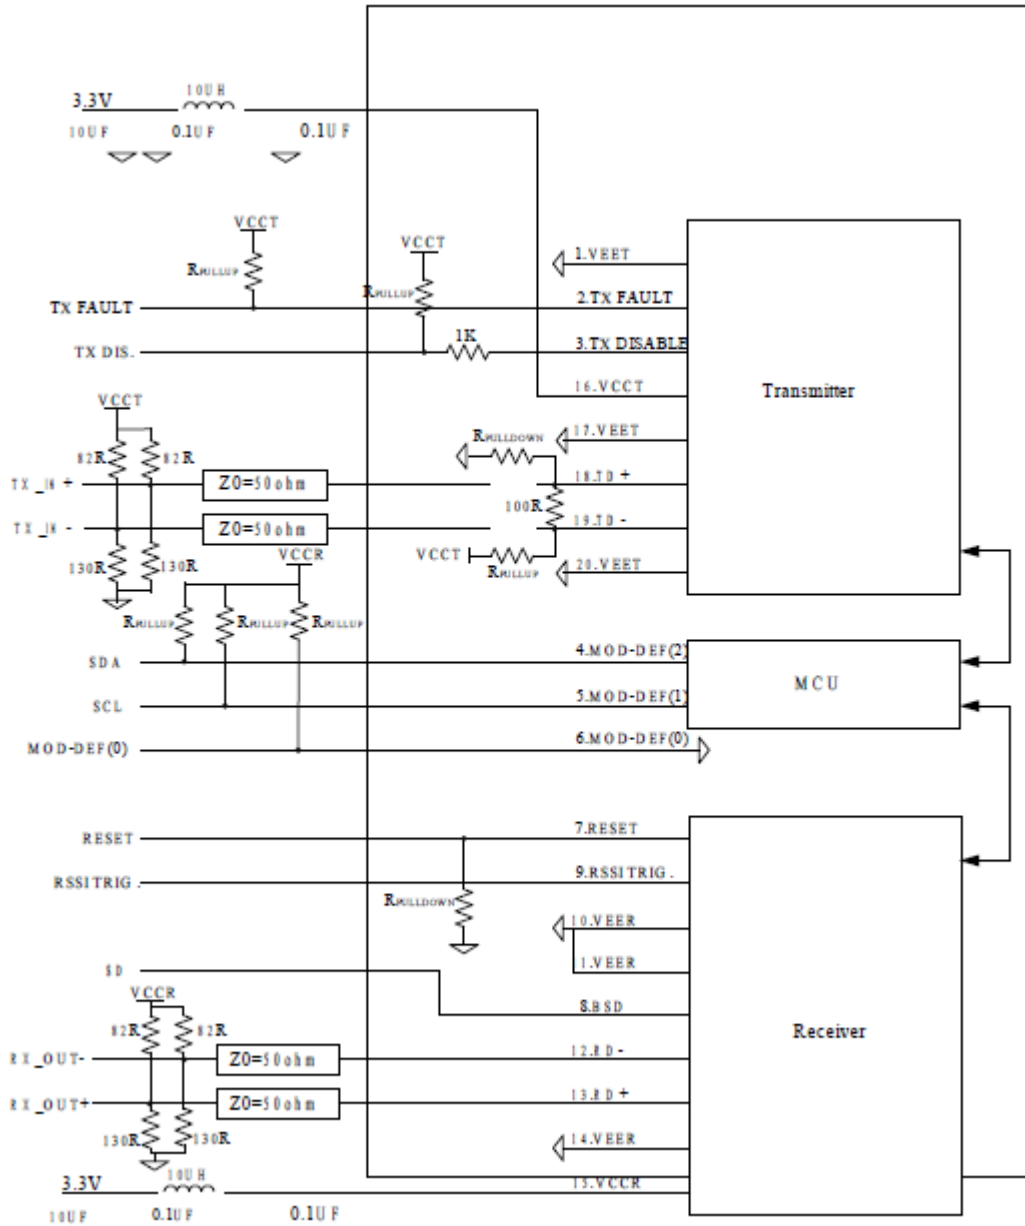 10UH
3.3V
10UF 0.1UF 0.1UF
VCCT
VCCT
RPULLUP
RPULLUP
1.VEET
TX FAULT
2.TX FAULT
1K
TX DIS.
3.TX DISABLE
16.VCCT
Transmitter
VCCT
RPULLDOWN
17.VEET
82R 82R
TX_IN +
Z0=50ohm
18.TD +
100R
TX_IN -
Z0=50ohm
19.TD -
VCCR
VCCT
130R 130R
RPULLUP
20.VEET
RPULLUP RPULLUP RPULLUP
SDA
4.MOD-DEF(2)
MCU
SCL
5.MOD-DEF(1)
MOD-DEF(0)
6.MOD-DEF(0)
RESET
7.RESET
RSSITRIG.
9.RSSITRIG.
RPULLDOWN
10.VEER
SD
11.VEER
VCCR
8.BSD
82R 82R
Receiver
RX_OUT-
Z0=50ohm
12.RD -
RX_OUT+
Z0=50ohm
13.RD +
130R 130R
14.VEER
10UH
3.3V
15.VCCR
10UF 0.1UF 0.1UF